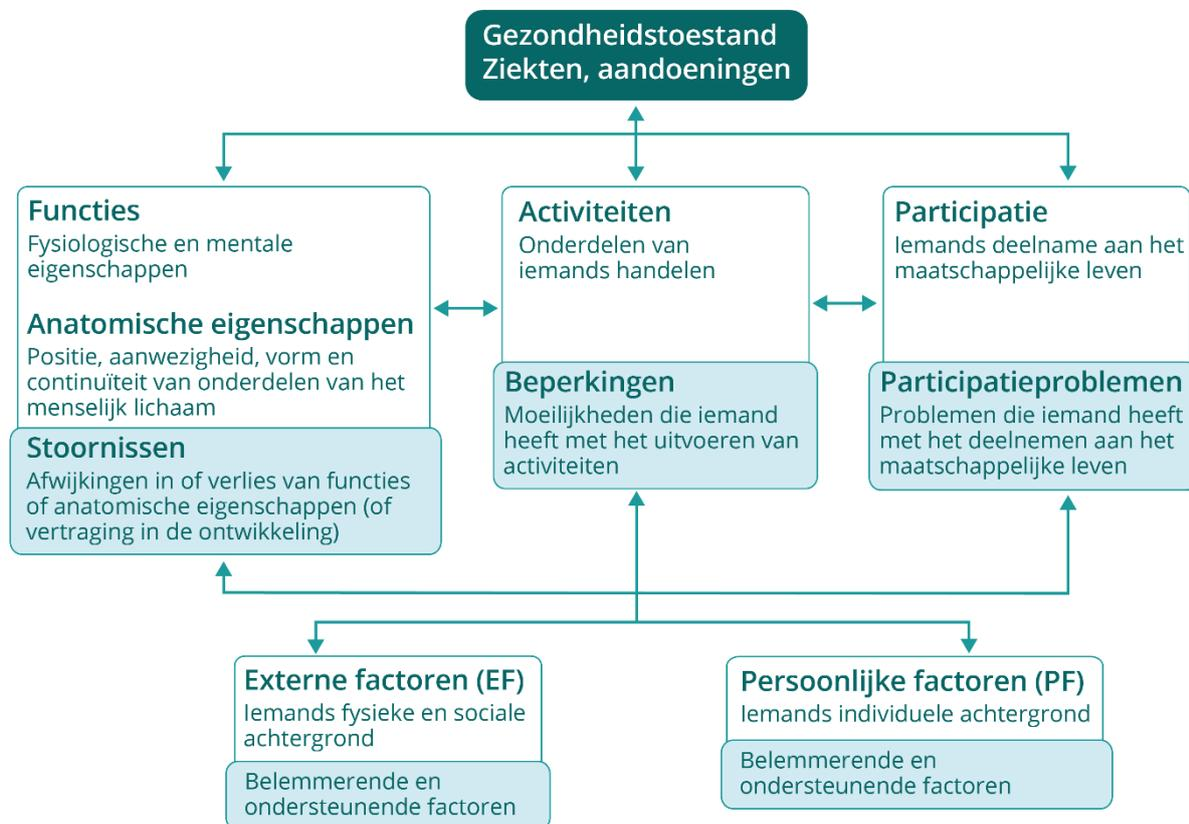 Gezondheidstoestand
Ziekten, aandoeningen
Functies
Fysiologische en mentale
eigenschappen
Anatomische eigenschappen
Positie, aanwezigheid, vorm en
continuïteit van onderdelen van het
menselijk lichaam
Stoornissen
Afwijkingen in of verlies van functies
of anatomische eigenschappen (of
vertraging in de ontwikkeling)
Activiteiten
Onderdelen van
iemands handelen
Beperkingen
Moeilijkheden die iemand
heeft met het uitvoeren van
activiteiten
Participatie
Iemands deelname aan het
maatschappelijke leven
Participatieproblemen
Problemen die iemand heeft
met het deelnemen aan het
maatschappelijke leven
Externe factoren (EF)
Iemands fysieke en sociale
achtergrond
Belemmerende en
ondersteunende factoren
Persoonlijke factoren (PF)
Iemands individuele achtergrond
Belemmerende en
ondersteunende factoren